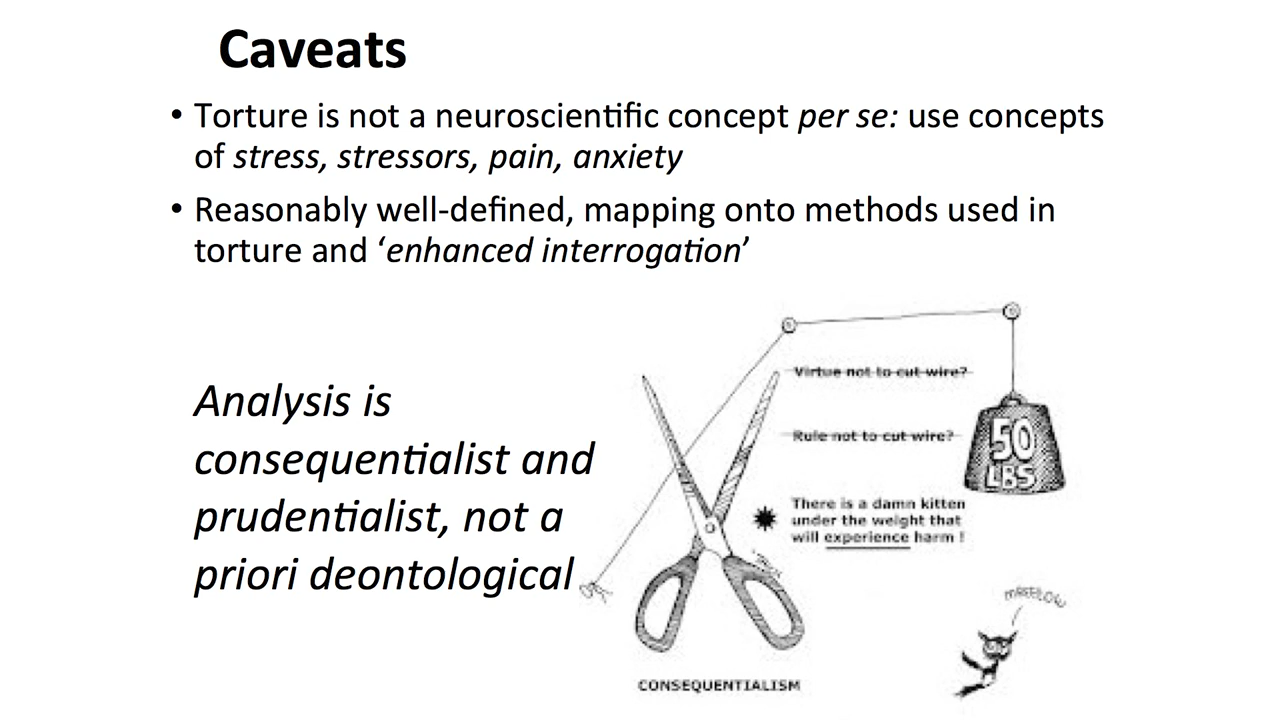 Caveats
• Torture is not a neuroscientific concept per se: use concepts
of stress, stressors, pain, anxiety
• Reasonably well-defined, mapping onto methods used in
torture and ‘enhanced interrogation’
Analysis is
consequentialist and
prudentialist, not a
priori deontological
Virtue not to cut wire?
Rule not to cut wire?
50
LBS
There is a damn kitten
under the weight that
will experience harm !
CONSEQUENTIALISM